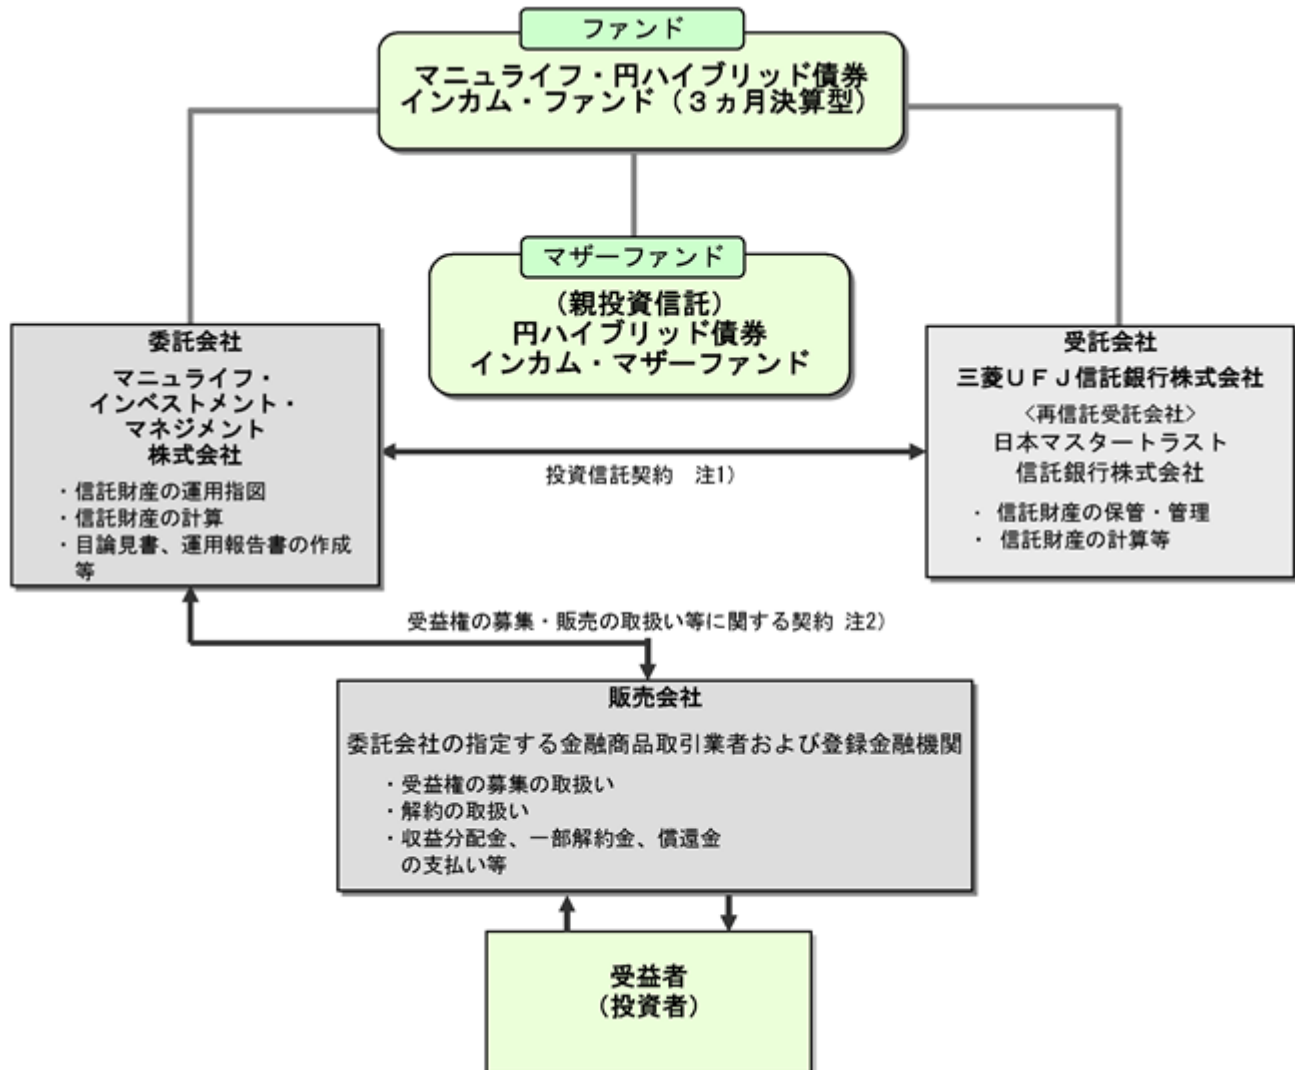 ファンド
マニュライフ・円ハイブリッド債券
インカム・ファンド（３ヵ月決算型）
マザーファンド
（親投資信託）
円ハイブリッド債券
インカム・マザーファンド
委託会社
マニュライフ・
インベストメント・
マネジメント
株式会社
・信託財産の運用指図
・信託財産の計算
・目論見書、運用報告書の作成
等
受託会社
三菱ＵＦＪ信託銀行株式会社
〈再信託受託会社〉
日本マスタートラスト
信託銀行株式会社
・ 信託財産の保管・管理
・ 信託財産の計算等
投資信託契約　注1）
受益権の募集・販売の取扱い等に関する契約 注2）
販売会社
委託会社の指定する金融商品取引業者および登録金融機関
・受益権の募集の取扱い
・解約の取扱い
・収益分配金、一部解約金、償還金
の支払い等
受益者
（投資者）